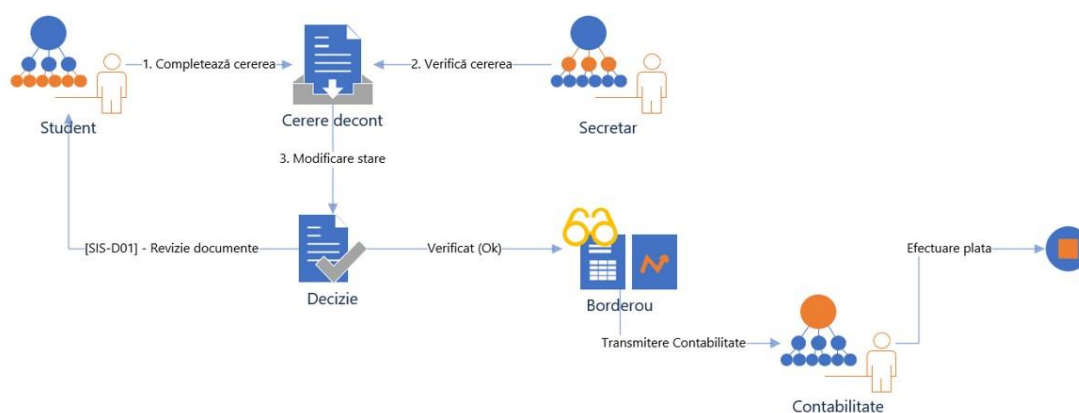 1. Completează cererea
2. Verifică cererea
Student
Cerere decont
Secretar
3. Modificare stare
[SIS-D01] - Revizie documente
Verificat (Ok)
Efectuare plata
Decizie
Borderou
Transmitere Contabilitate
Contabilitate